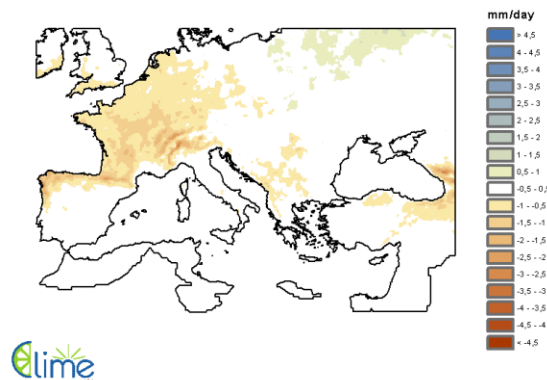 mm/day
> 4,5
4 - 4,5
3,5 - 4
3 - 3,5
2,5 - 3
2 - 2,5
1,5 - 2
1 - 1,5
0,5 - 1
-0,5 - 0,5
-1 - -0,5
-1,5 - -1
-2 - -1,5
-2,5 - -2
-3 - -2,5
-3,5 - -3
-4 - -3,5
-4,5 - -4
< -4,5
Clime